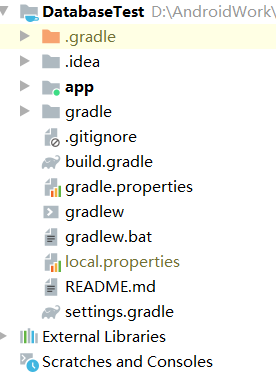 DatabaseTest D:\AndroidWork\
.gradle
.idea
app
gradle
.gitignore
build.gradle
gradle.properties
gradlew
gradlew.bat
local.properties
README.md
settings.gradle
External Libraries
Scratches and Consoles